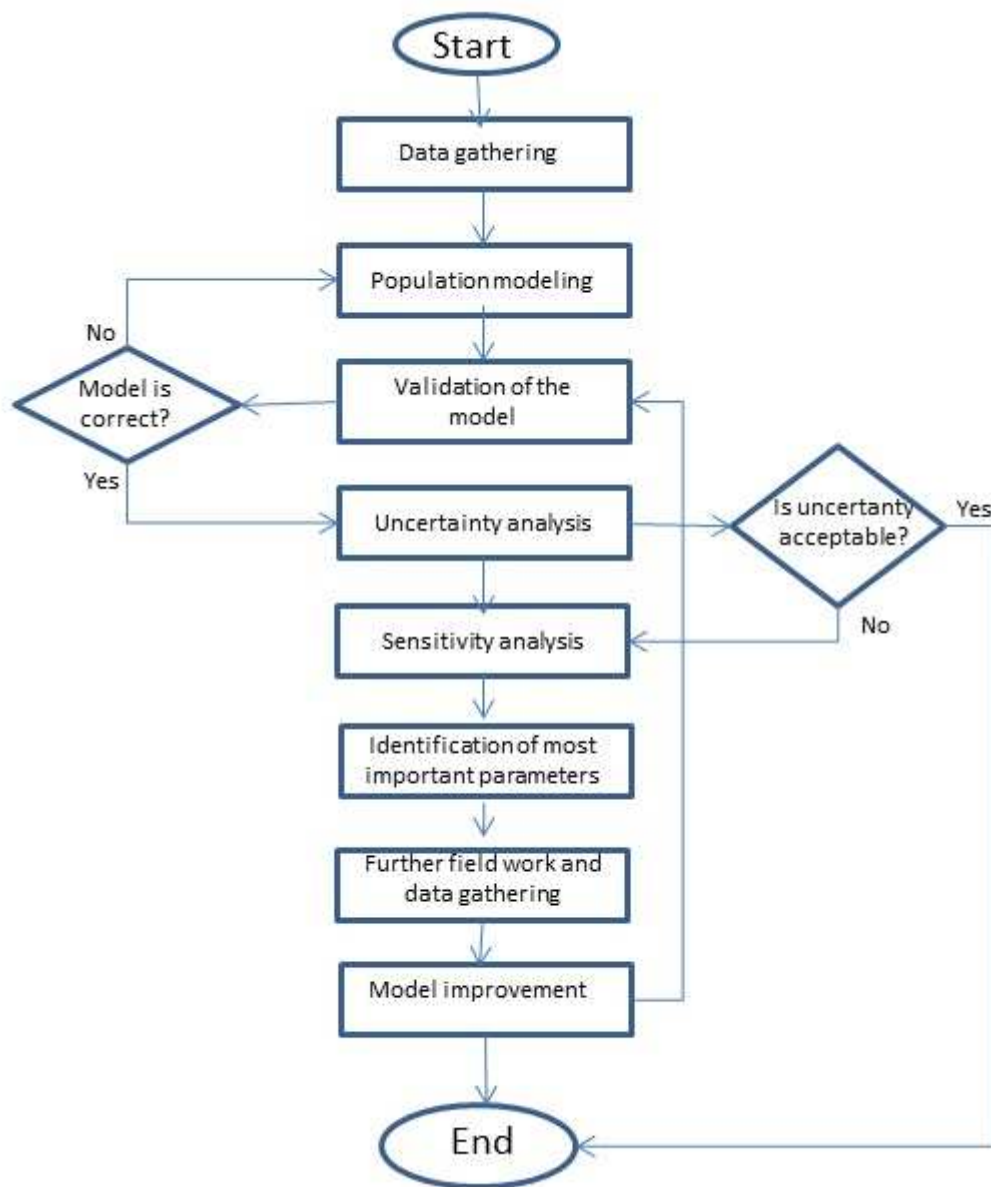 Start
Data gathering
Population modeling
No
Model is
correct?
Validation of the
model
Yes
Uncertainty analysis
Is uncertanty
acceptable?
Yes
No
Sensitivity analysis
Identification of most
important parameters
Further field work and
data gathering
Model improvement
End